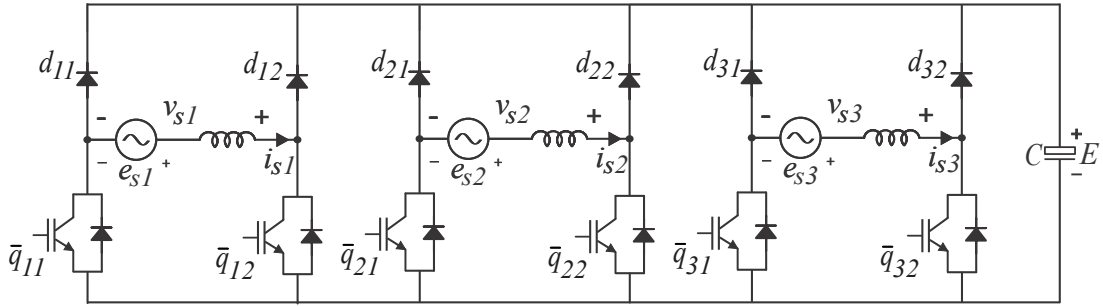 d11 d12 d21 d22 d31 d32
- vs1 + - vs2 + - vs3 +
- es1 + is1 - es2 + is2 - es3 + is3 C + E -
q̄11 q̄12 q̄21 q̄22 q̄31 q̄32